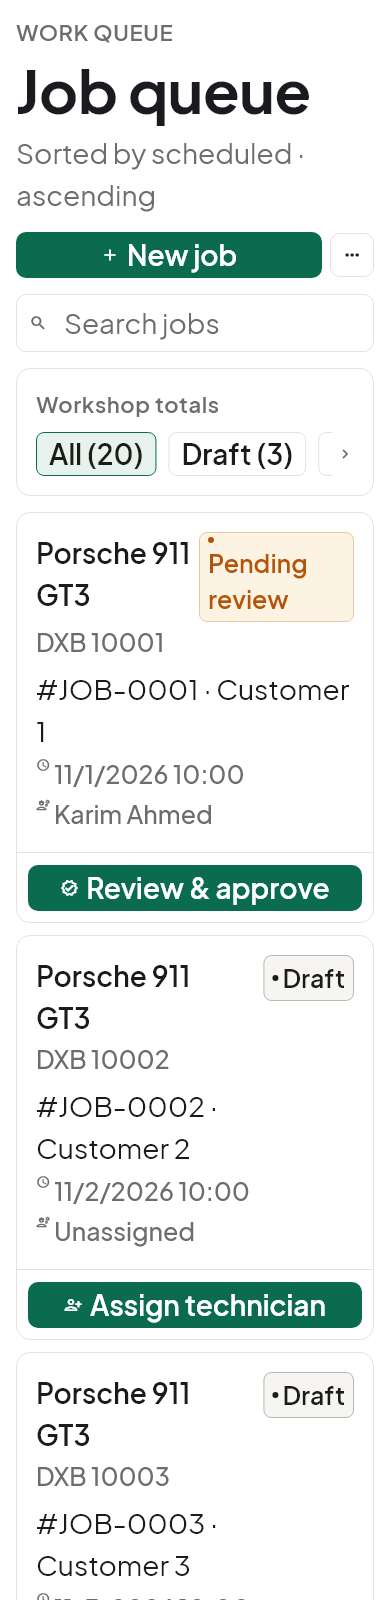 WORK QUEUE
Job queue
Sorted by scheduled ·
ascending
+ New job
Search jobs
Workshop totals
All (20)
Draft (3)
Porsche 911
GT3
• Pending
review
DXB 10001
#JOB-0001 · Customer
1
11/1/2026 10:00
Karim Ahmed
Review & approve
Porsche 911
GT3
• Draft
DXB 10002
#JOB-0002 ·
Customer 2
11/2/2026 10:00
Unassigned
Assign technician
Porsche 911
GT3
• Draft
DXB 10003
#JOB-0003 ·
Customer 3